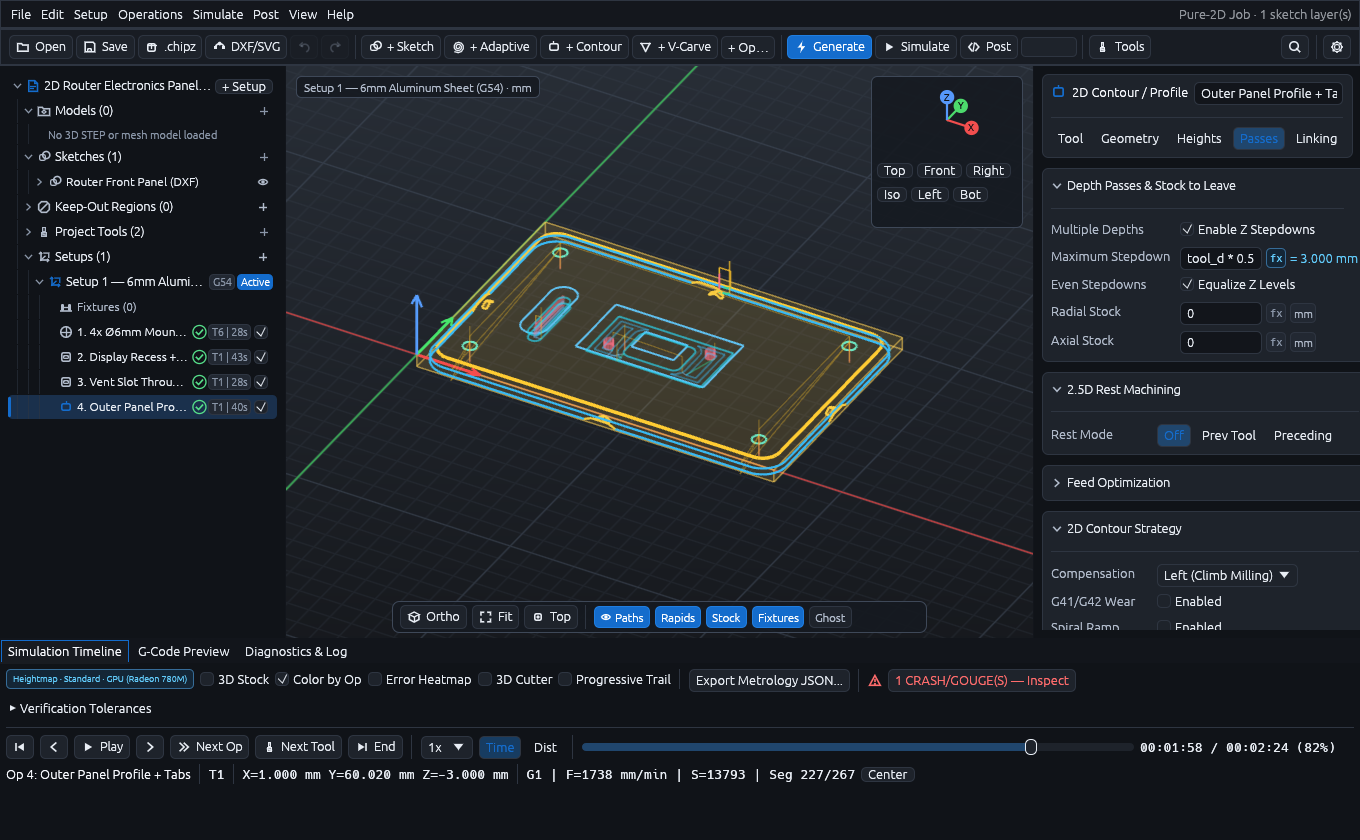 File Edit Setup Operations Simulate Post View Help
Pure-2D Job · 1 sketch layer(s)
Open Save .chipz DXF/SVG + Sketch + Adaptive + Contour + V-Carve + Op... Generate Simulate Post Tools
2D Router Electronics Panel... + Setup
Models (0) +
No 3D STEP or mesh model loaded
Sketches (1) +
Router Front Panel (DXF)
Keep-Out Regions (0) +
Project Tools (2) +
Setups (1) +
Setup 1 — 6mm Alumi... G54 Active
Fixtures (0)
1. 4x Ø6mm Moun... T6 | 28s
2. Display Recess +... T1 | 43s
3. Vent Slot Throu... T1 | 28s
4. Outer Panel Pro... T1 | 40s
Setup 1 — 6mm Aluminum Sheet (G54) · mm
Z
Y
X
Top Front Right
Iso Left Bot
Ortho Fit Top Paths Rapids Stock Fixtures Ghost
2D Contour / Profile Outer Panel Profile + Ta
Tool Geometry Heights Passes Linking
Depth Passes & Stock to Leave
Multiple Depths Enable Z Stepdowns
Maximum Stepdown tool_d * 0.5 fx = 3.000 mm
Even Stepdowns Equalize Z Levels
Radial Stock 0 fx mm
Axial Stock 0 fx mm
2.5D Rest Machining
Rest Mode Off Prev Tool Preceding
Feed Optimization
2D Contour Strategy
Compensation Left (Climb Milling)
G41/G42 Wear Enabled
Spiral Ramp Enabled
Simulation Timeline G-Code Preview Diagnostics & Log
Heightmap · Standard · GPU (Radeon 780M) 3D Stock Color by Op Error Heatmap 3D Cutter Progressive Trail Export Metrology JSON... 1 CRASH/GOUGE(S) — Inspect
Verification Tolerances
Play Next Op Next Tool End 1x Time Dist 00:01:58 / 00:02:24 (82%)
Op 4: Outer Panel Profile + Tabs T1 X=1.000 mm Y=60.020 mm Z=-3.000 mm G1 | F=1738 mm/min | S=13793 | Seg 227/267 Center